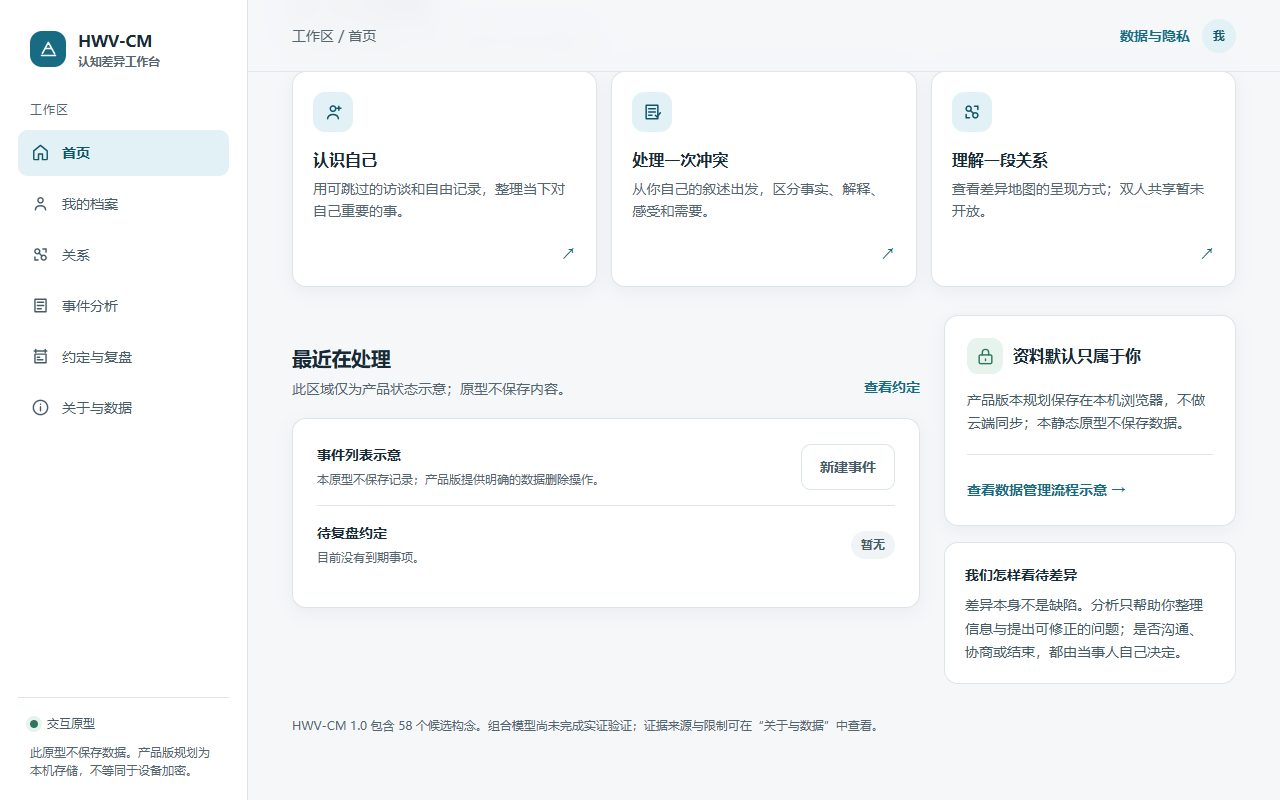 HWV-CM
认知差异工作台
工作区
首页
我的档案
关系
事件分析
约定与复盘
关于与数据
交互原型
此原型不保存数据。产品版规划为
本机存储，不等同于设备加密。
工作区 / 首页
数据与隐私
我
认识自己
用可跳过的访谈和自由记录，整理当下对
自己重要的事。
↗
处理一次冲突
从你自己的叙述出发，区分事实、解释、
感受和需要。
↗
理解一段关系
查看差异地图的呈现方式；双人共享暂未
开放。
↗
最近在处理
此区域仅为产品状态示意；原型不保存内容。
查看约定
事件列表示意
本原型不保存记录；产品版提供明确的数据删除操作。
新建事件
待复盘约定
目前没有到期事项。
暂无
资料默认只属于你
产品版本规划保存在本机浏览器，不做
云端同步；本静态原型不保存数据。
查看数据管理流程示意 →
我们怎样看待差异
差异本身不是缺陷。分析只帮助你整理
信息与提出可修正的问题；是否沟通、
协商或结束，都由当事人自己决定。
HWV-CM 1.0 包含 58 个候选构念。组合模型尚未完成实证验证；证据来源与限制可在“关于与数据”中查看。